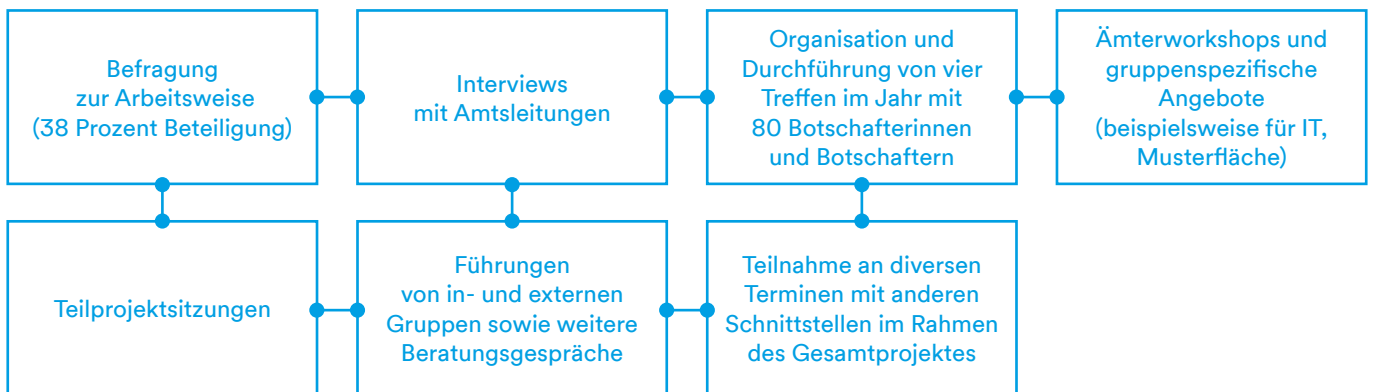 Befragung
zur Arbeitsweise
(38 Prozent Beteiligung)
Interviews
mit Amtsleitungen
Organisation und
Durchführung von vier
Treffen im Jahr mit
80 Botschafterinnen
und Botschaftern
Ämterworkshops und
gruppenspezifische
Angebote
(beispielsweise für IT,
Musterfläche)
Teilprojektsitzungen
Führungen
von in- und externen
Gruppen sowie weitere
Beratungsgespräche
Teilnahme an diversen
Terminen mit anderen
Schnittstellen im Rahmen
des Gesamtprojektes